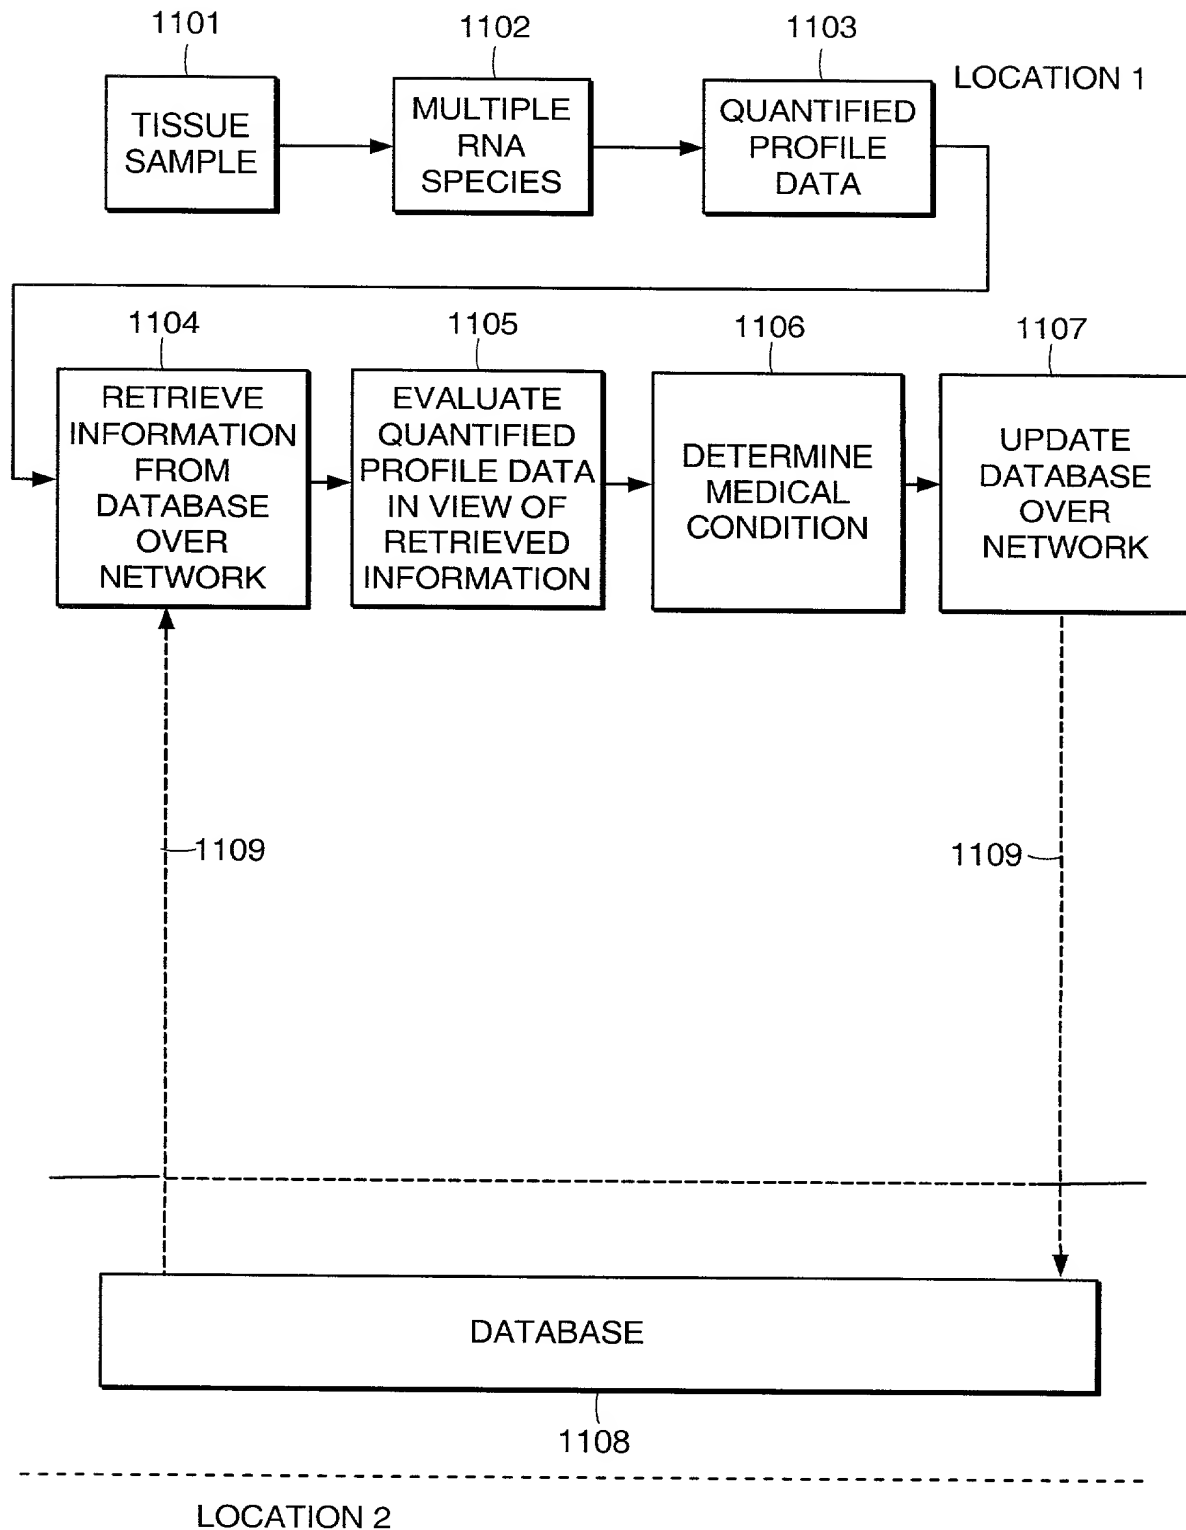 1101
1102
1103
LOCATION 1
TISSUE
SAMPLE
MULTIPLE
RNA
SPECIES
QUANTIFIED
PROFILE
DATA
1104
1105
1106
1107
RETRIEVE
INFORMATION
FROM
DATABASE
OVER
NETWORK
EVALUATE
QUANTIFIED
PROFILE DATA
IN VIEW OF
RETRIEVED
INFORMATION
DETERMINE
MEDICAL
CONDITION
UPDATE
DATABASE
OVER
NETWORK
1109
1109
DATABASE
1108
LOCATION 2